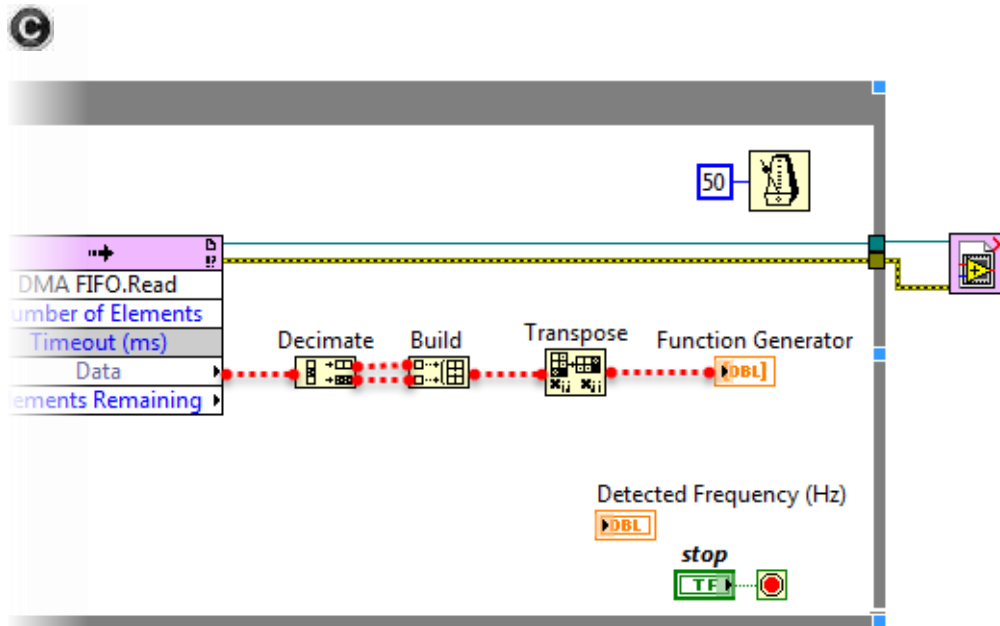 C
50
DMA FIFO.Read
umber of Elements
Timeout (ms)
Data
lements Remaining
Decimate
Build
Transpose
Function Generator
DBL]
Detected Frequency (Hz)
DBL
stop
TF